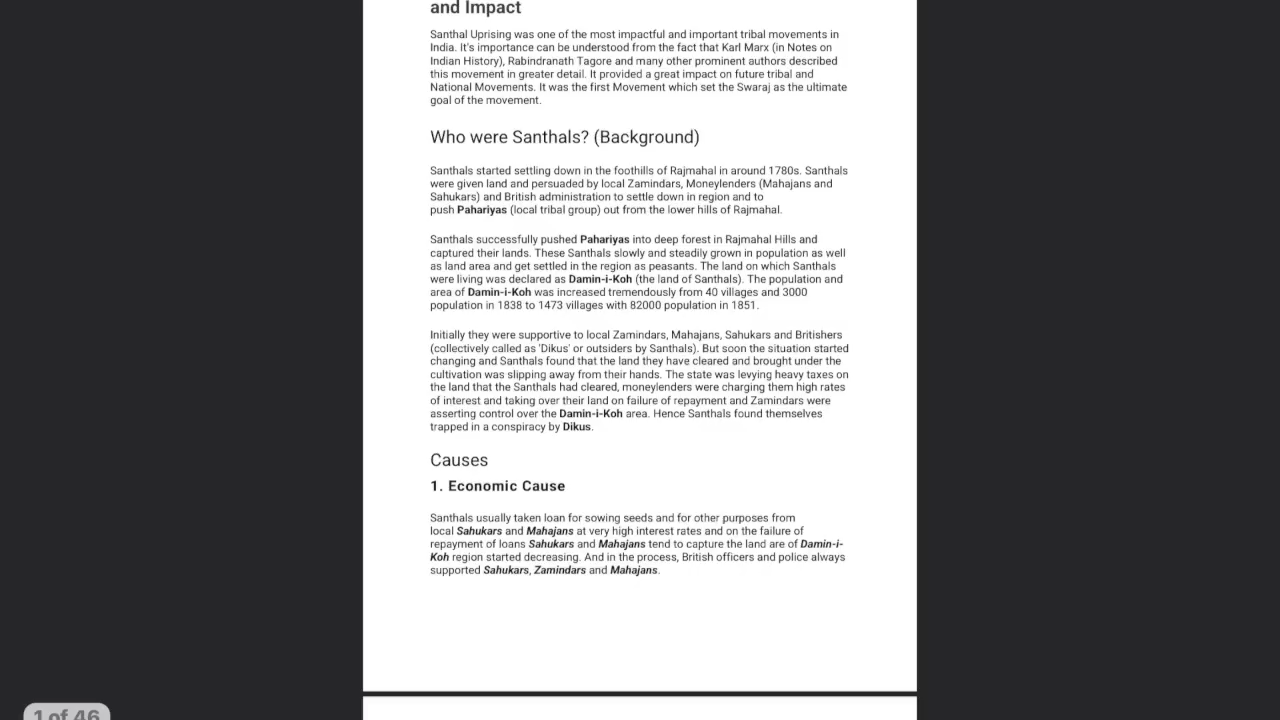 and Impact
Santhal Uprising was one of the most impactful and important tribal movements in
India. It's importance can be understood from the fact that Karl Marx (in Notes on
Indian History), Rabindranath Tagore and many other prominent authors described
this movement in greater detail. It provided a great impact on future tribal and
National Movements. It was the first Movement which set the Swaraj as the ultimate
goal of the movement.
Who were Santhals? (Background)
Santhals started settling down in the foothills of Rajmahal in around 1780s. Santhals
were given land and persuaded by local Zamindars, Moneylenders (Mahajans and
Sahukars) and British administration to settle down in region and to
push Pahariyas (local tribal group) out from the lower hills of Rajmahal.
Santhals successfully pushed Pahariyas into deep forest in Rajmahal Hills and
captured their lands. These Santhals slowly and steadily grown in population as well
as land area and get settled in the region as peasants. The land on which Santhals
were living was declared as Damin-i-Koh (the land of Santhals). The population and
area of Damin-i-Koh was increased tremendously from 40 villages and 3000
population in 1838 to 1473 villages with 82000 population in 1851.
Initially they were supportive to local Zamindars, Mahajans, Sahukars and Britishers
(collectively called as 'Dikus' or outsiders by Santhals). But soon the situation started
changing and Santhals found that the land they have cleared and brought under the
cultivation was slipping away from their hands. The state was levying heavy taxes on
the land that the Santhals had cleared, moneylenders were charging them high rates
of interest and taking over their land on failure of repayment and Zamindars were
asserting control over the Damin-i-Koh area. Hence Santhals found themselves
trapped in a conspiracy by Dikus.
Causes
1. Economic Cause
Santhals usually taken loan for sowing seeds and for other purposes from
local Sahukars and Mahajans at very high interest rates and on the failure of
repayment of loans Sahukars and Mahajans tend to capture the land are of Damin-i-
Koh region started decreasing. And in the process, British officers and police always
supported Sahukars, Zamindars and Mahajans.
1 of 46